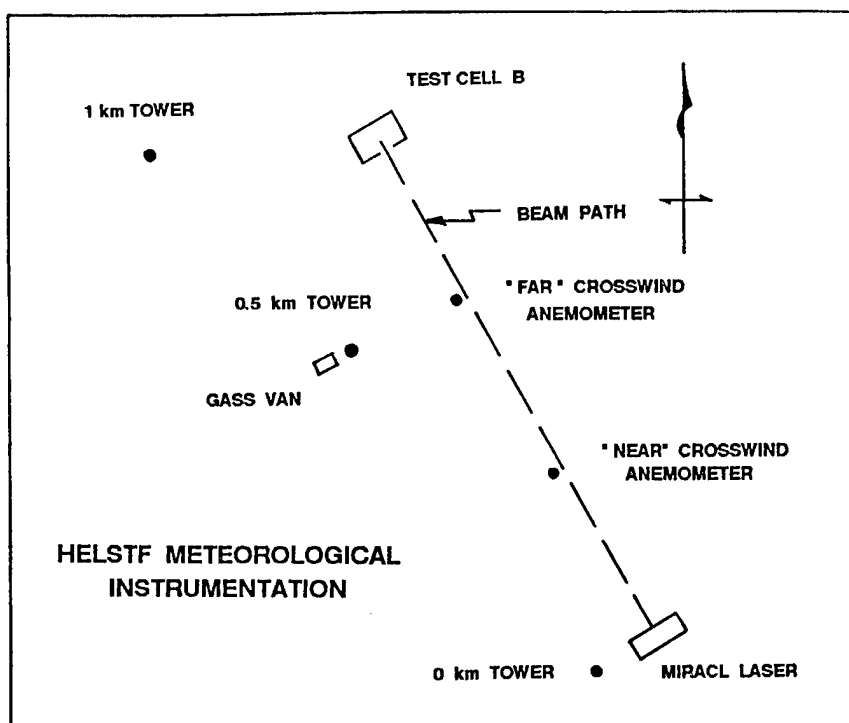 TEST CELL B
1 km TOWER
BEAM PATH
"FAR" CROSSWIND
ANEMOMETER
0.5 km TOWER
GASS VAN
"NEAR" CROSSWIND
ANEMOMETER
HELSTF METEOROLOGICAL
INSTRUMENTATION
0 km TOWER
MIRACL LASER